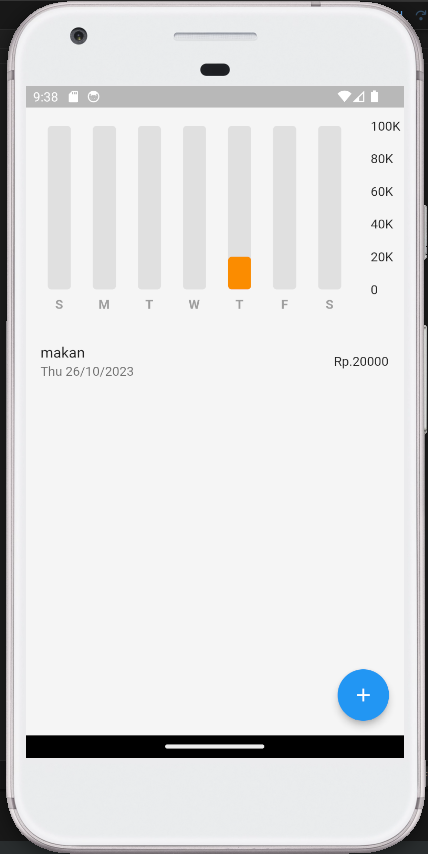 9:38
100K
80K
60K
40K
20K
0
S M T W T F S
makan
Thu 26/10/2023
Rp.20000
+